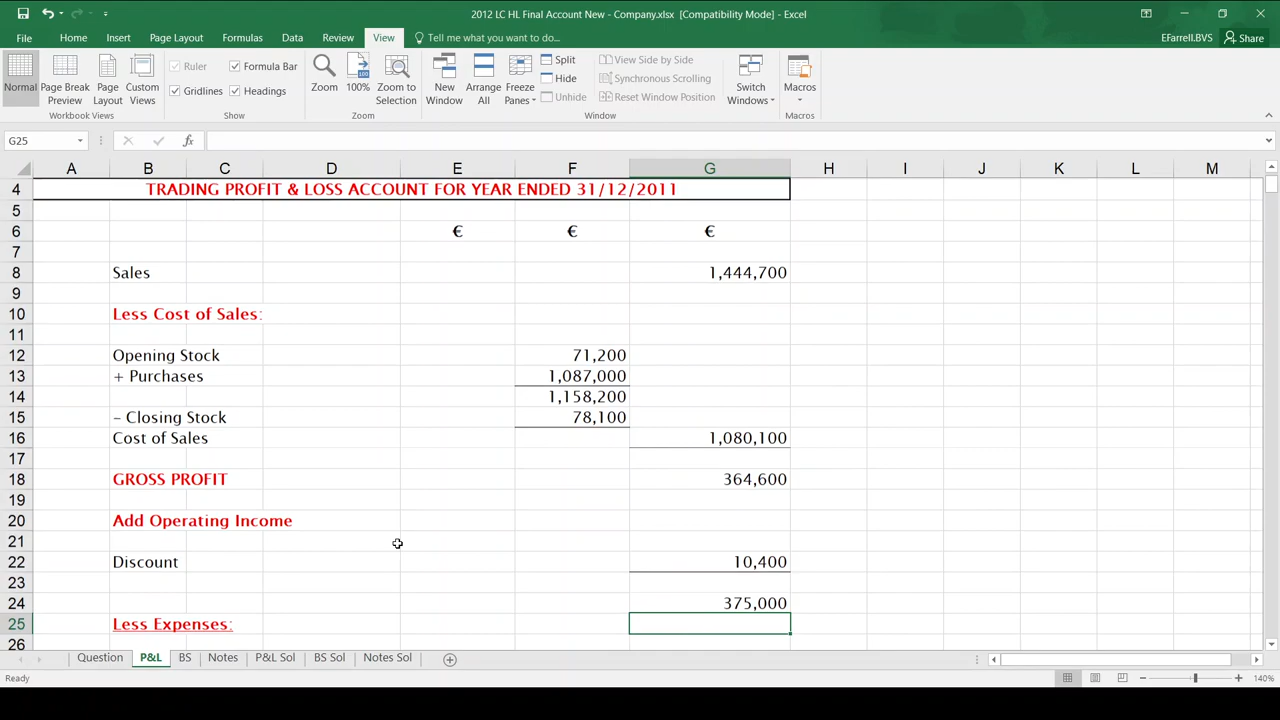 2012 LC HL Final Account New - Company.xlsx [Compatibility Mode] - Excel
File Home Insert Page Layout Formulas Data Review View Tell me what you want to do... EFarrell.BVS Share
Normal Page Break Preview Page Layout Custom Views Ruler Formula Bar Gridlines Headings Zoom 100% Zoom to Selection New Window Arrange All Freeze Panes Split Hide Unhide View Side by Side Synchronous Scrolling Reset Window Position Switch Windows Macros
Workbook Views Show Zoom Window Macros
G25 fx
A B C D E F G H I J K L M
4 TRADING PROFIT & LOSS ACCOUNT FOR YEAR ENDED 31/12/2011
5
6 € € €
7
8 Sales 1,444,700
9
10 Less Cost of Sales:
11
12 Opening Stock 71,200
13 + Purchases 1,087,000
14 1,158,200
15 - Closing Stock 78,100
16 Cost of Sales 1,080,100
17
18 GROSS PROFIT 364,600
19
20 Add Operating Income
21
22 Discount 10,400
23
24 375,000
25 Less Expenses:
26
Question P&L BS Notes P&L Sol BS Sol Notes Sol
Ready 140%